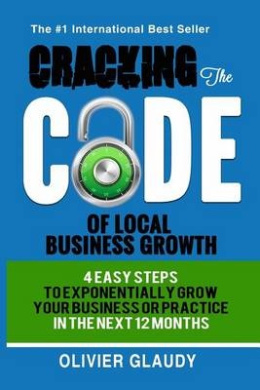 The #1 International Best Seller
CRACKING The
CODE
OF LOCAL
BUSINESS GROWTH
4 EASY STEPS
TO EXPONENTIALLY GROW
YOUR BUSINESS OR PRACTICE
IN THE NEXT 12 MONTHS
OLIVIER GLAUDY